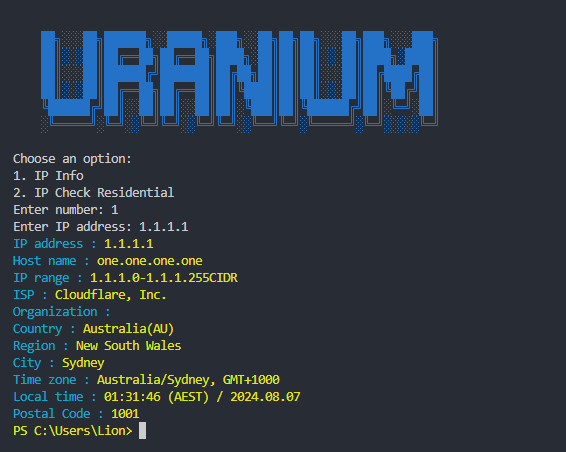 URANIUM
Choose an option:
1. IP Info
2. IP Check Residential
Enter number: 1
Enter IP address: 1.1.1.1
IP address : 1.1.1.1
Host name : one.one.one.one
IP range : 1.1.1.0-1.1.1.255CIDR
ISP : Cloudflare, Inc.
Organization :
Country : Australia(AU)
Region : New South Wales
City : Sydney
Time zone : Australia/Sydney, GMT+1000
Local time : 01:31:46 (AEST) / 2024.08.07
Postal Code : 1001
PS C:\Users\Lion>